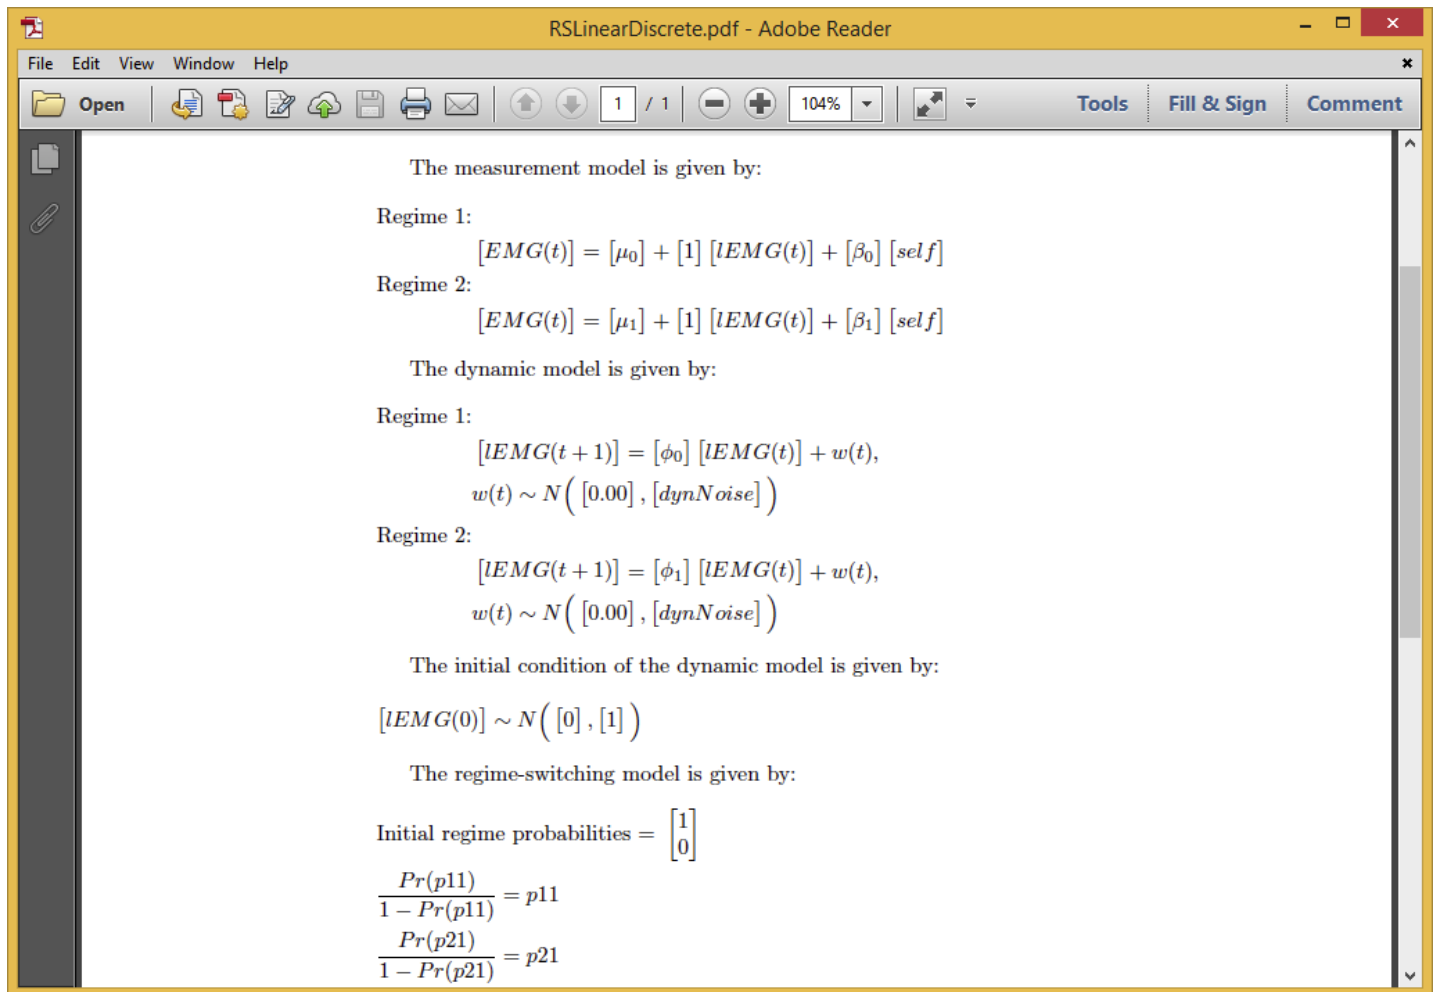 RSLinearDiscrete.pdf - Adobe Reader
File Edit View Window Help
Open 1 / 1 104% Tools Fill & Sign Comment
The measurement model is given by:
Regime 1:
[EMG(t)] = [μ₀] + [1] [lEMG(t)] + [β₀] [self]
Regime 2:
[EMG(t)] = [μ₁] + [1] [lEMG(t)] + [β₁] [self]
The dynamic model is given by:
Regime 1:
[lEMG(t + 1)] = [ϕ₀] [lEMG(t)] + w(t),
w(t) ∼ N( [0.00] , [dynNoise] )
Regime 2:
[lEMG(t + 1)] = [ϕ₁] [lEMG(t)] + w(t),
w(t) ∼ N( [0.00] , [dynNoise] )
The initial condition of the dynamic model is given by:
[lEMG(0)] ∼ N( [0] , [1] )
The regime-switching model is given by:
Initial regime probabilities = [1 0]
Pr(p11) / 1 − Pr(p11) = p11
Pr(p21) / 1 − Pr(p21) = p21